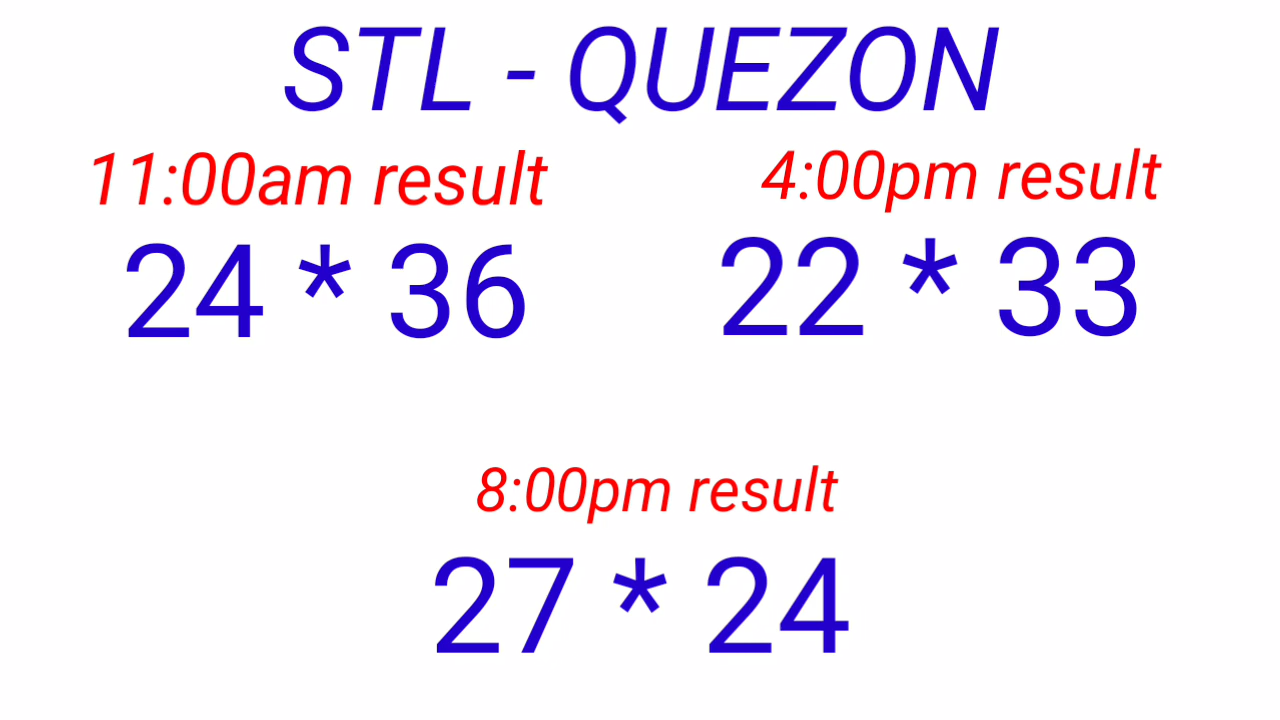 STL - QUEZON
11:00am result
24 * 36
4:00pm result
22 * 33
8:00pm result
27 * 24